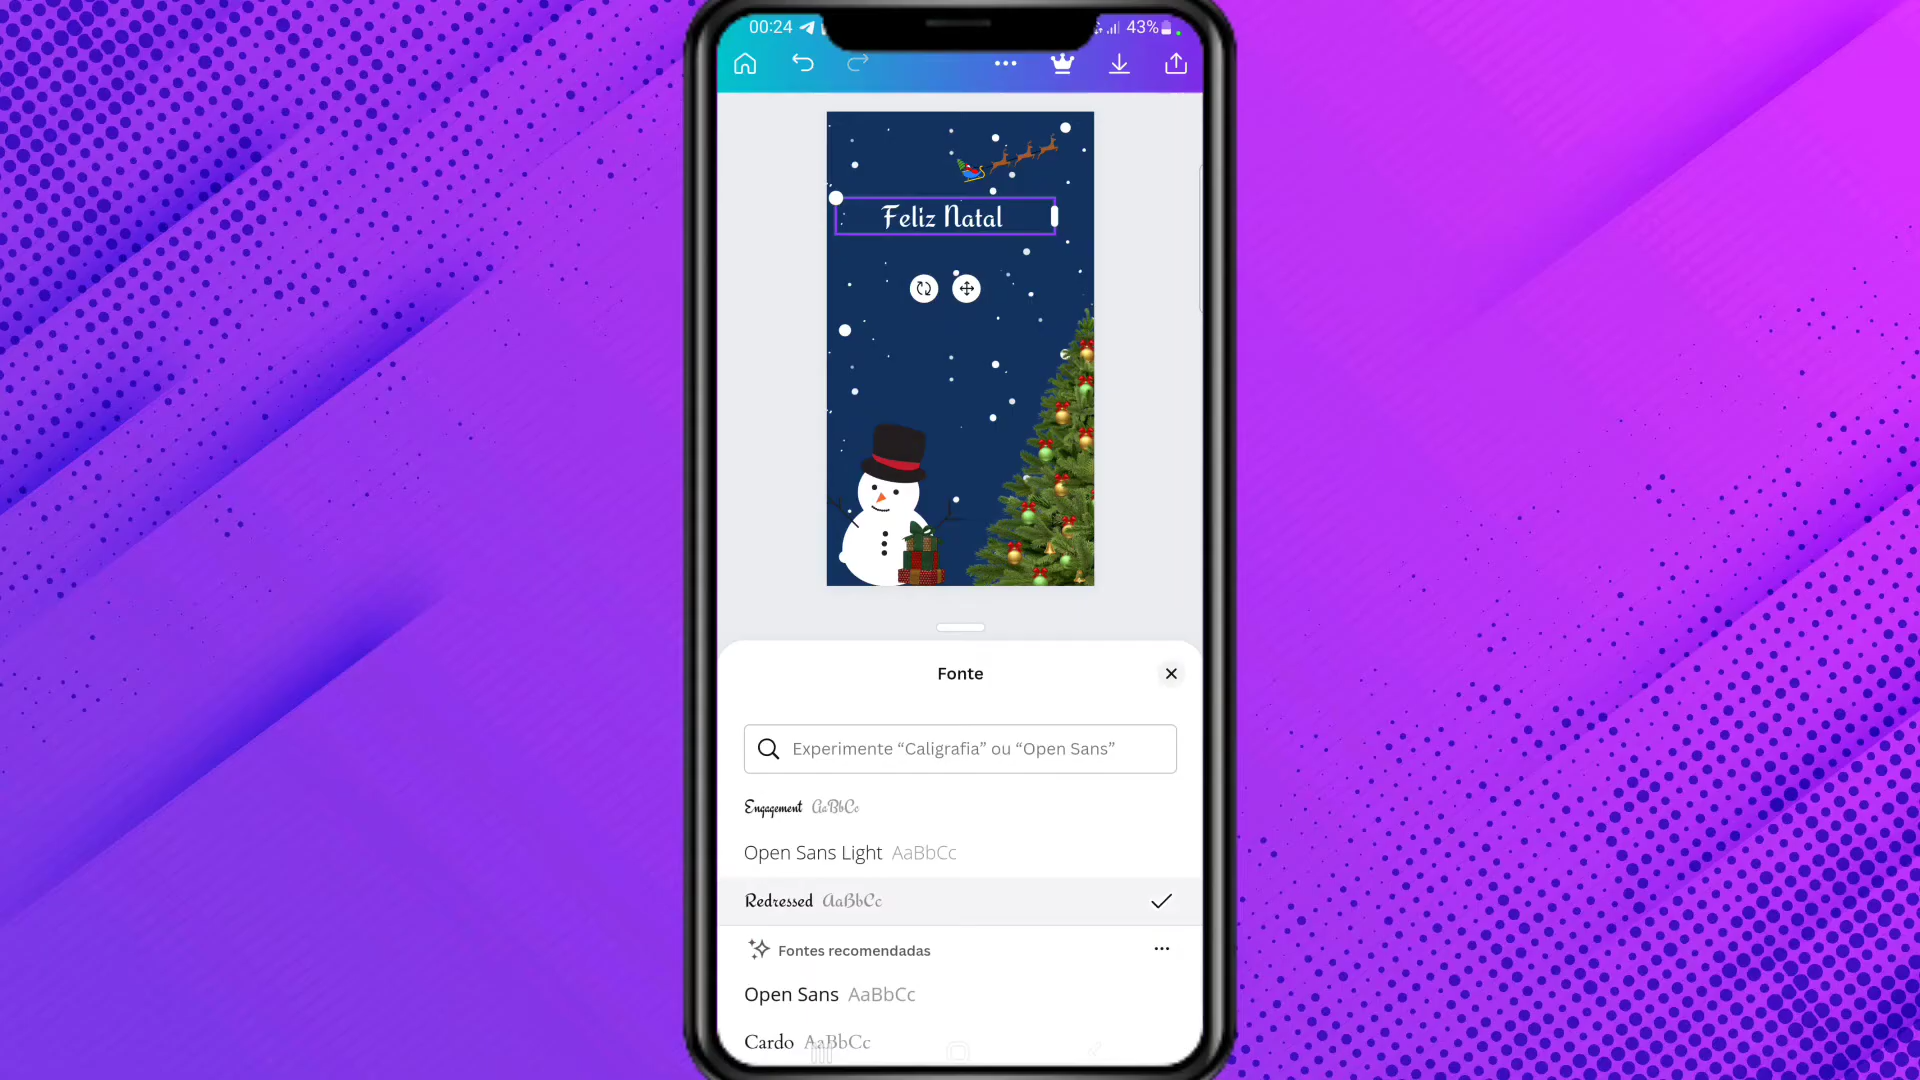 00:24
43%
Feliz Natal
Fonte
Experimente “Caligrafia” ou “Open Sans”
Engagement AaBbCc
Open Sans Light AaBbCc
Redressed AaBbCc
Fontes recomendadas
Open Sans AaBbCc
Cardo AaBbCc